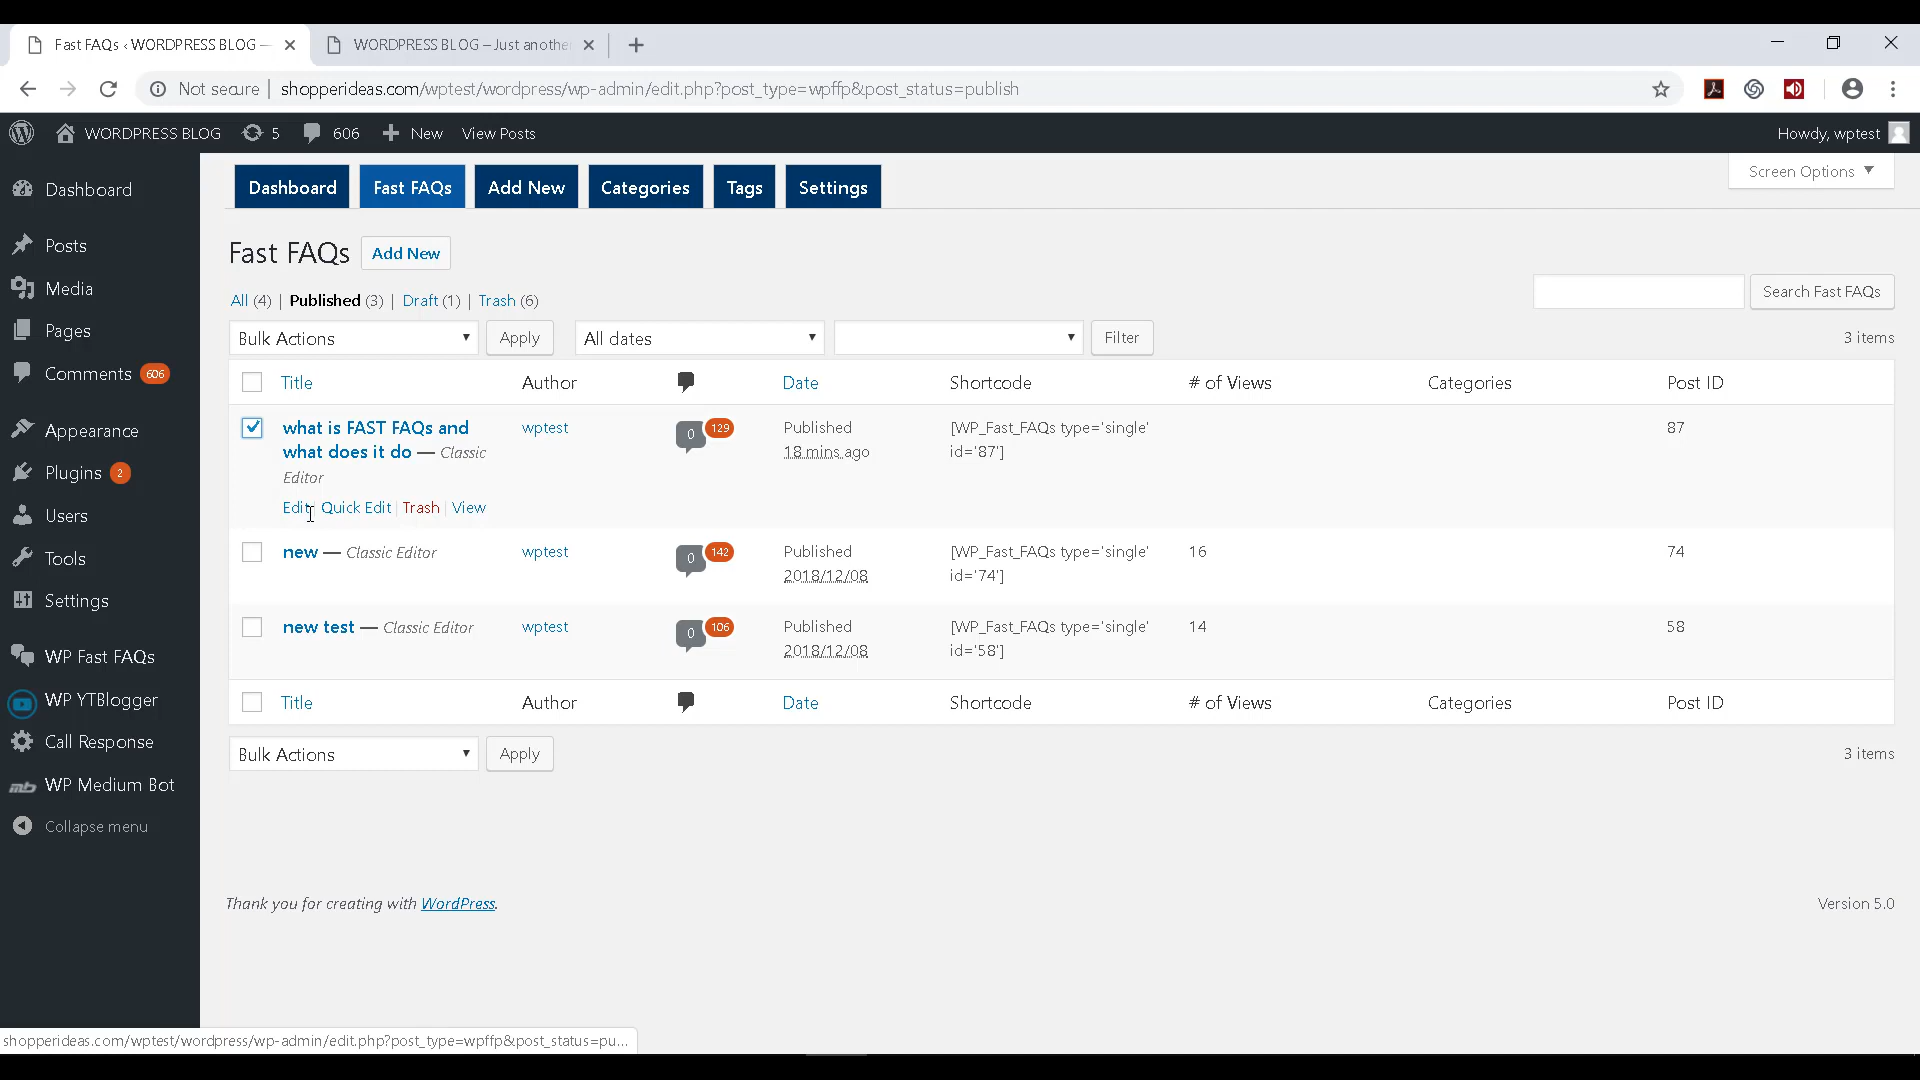 Fast FAQs ‹ WORDPRESS BLOG —
WORDPRESS BLOG – Just anothe
Not secure | shopperideas.com/wptest/wordpress/wp-admin/edit.php?post_type=wpffp&post_status=publish
WORDPRESS BLOG 5 606 New View Posts Howdy, wptest
Dashboard
Posts
Media
Pages
Comments 606
Appearance
Plugins 2
Users
Tools
Settings
WP Fast FAQs
WP YTBlogger
Call Response
mb WP Medium Bot
Collapse menu
Dashboard Fast FAQs Add New Categories Tags Settings
Screen Options
Fast FAQs Add New
All (4) | Published (3) | Draft (1) | Trash (6)
Search Fast FAQs
Bulk Actions Apply All dates Filter 3 items
Title Author Date Shortcode # of Views Categories Post ID
what is FAST FAQs and wptest 0 129 Published [WP_Fast_FAQs type='single' 87
what does it do — Classic 18 mins ago id='87']
Editor
Edit | Quick Edit | Trash | View
new — Classic Editor wptest 0 142 Published [WP_Fast_FAQs type='single' 16 74
2018/12/08 id='74']
new test — Classic Editor wptest 0 106 Published [WP_Fast_FAQs type='single' 14 58
2018/12/08 id='58']
Title Author Date Shortcode # of Views Categories Post ID
Bulk Actions Apply 3 items
Thank you for creating with WordPress. Version 5.0
shopperideas.com/wptest/wordpress/wp-admin/edit.php?post_type=wpffp&post_status=pu...